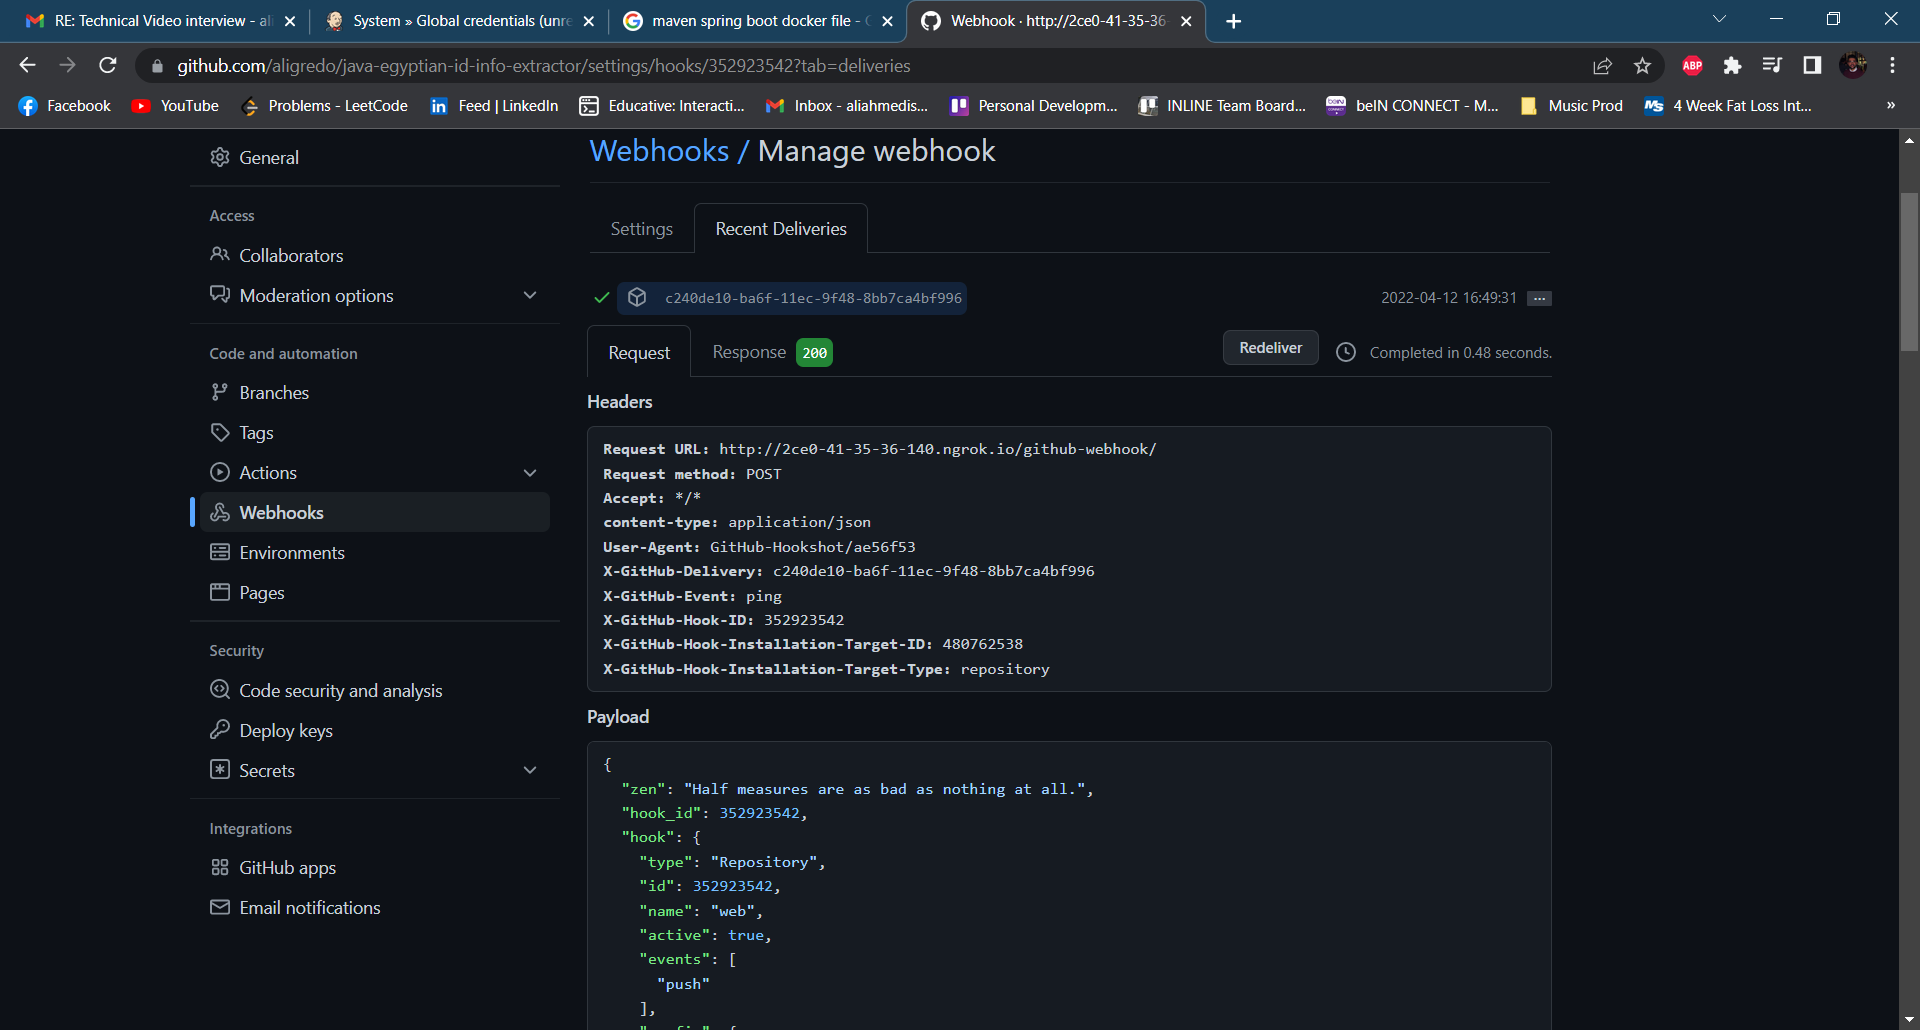 RE: Technical Video interview - ali
System » Global credentials (unre
maven spring boot docker file - G
Webhook · http://2ce0-41-35-36-
github.com/aligredo/java-egyptian-id-info-extractor/settings/hooks/352923542?tab=deliveries
ABP
Facebook
YouTube
Problems - LeetCode
Feed | LinkedIn
Educative: Interacti...
Inbox - aliahmedis...
Personal Developm...
INLINE Team Board...
beIN CONNECT - M...
Music Prod
4 Week Fat Loss Int...
»
General
Access
Collaborators
Moderation options
Code and automation
Branches
Tags
Actions
Webhooks
Environments
Pages
Security
Code security and analysis
Deploy keys
Secrets
Integrations
GitHub apps
Email notifications
Webhooks / Manage webhook
Settings
Recent Deliveries
c240de10-ba6f-11ec-9f48-8bb7ca4bf996
2022-04-12 16:49:31
Request
Response 200
Redeliver
Completed in 0.48 seconds.
Headers
Request URL: http://2ce0-41-35-36-140.ngrok.io/github-webhook/
Request method: POST
Accept: */*
content-type: application/json
User-Agent: GitHub-Hookshot/ae56f53
X-GitHub-Delivery: c240de10-ba6f-11ec-9f48-8bb7ca4bf996
X-GitHub-Event: ping
X-GitHub-Hook-ID: 352923542
X-GitHub-Hook-Installation-Target-ID: 480762538
X-GitHub-Hook-Installation-Target-Type: repository
Payload
{
"zen": "Half measures are as bad as nothing at all.",
"hook_id": 352923542,
"hook": {
"type": "Repository",
"id": 352923542,
"name": "web",
"active": true,
"events": [
"push"
],